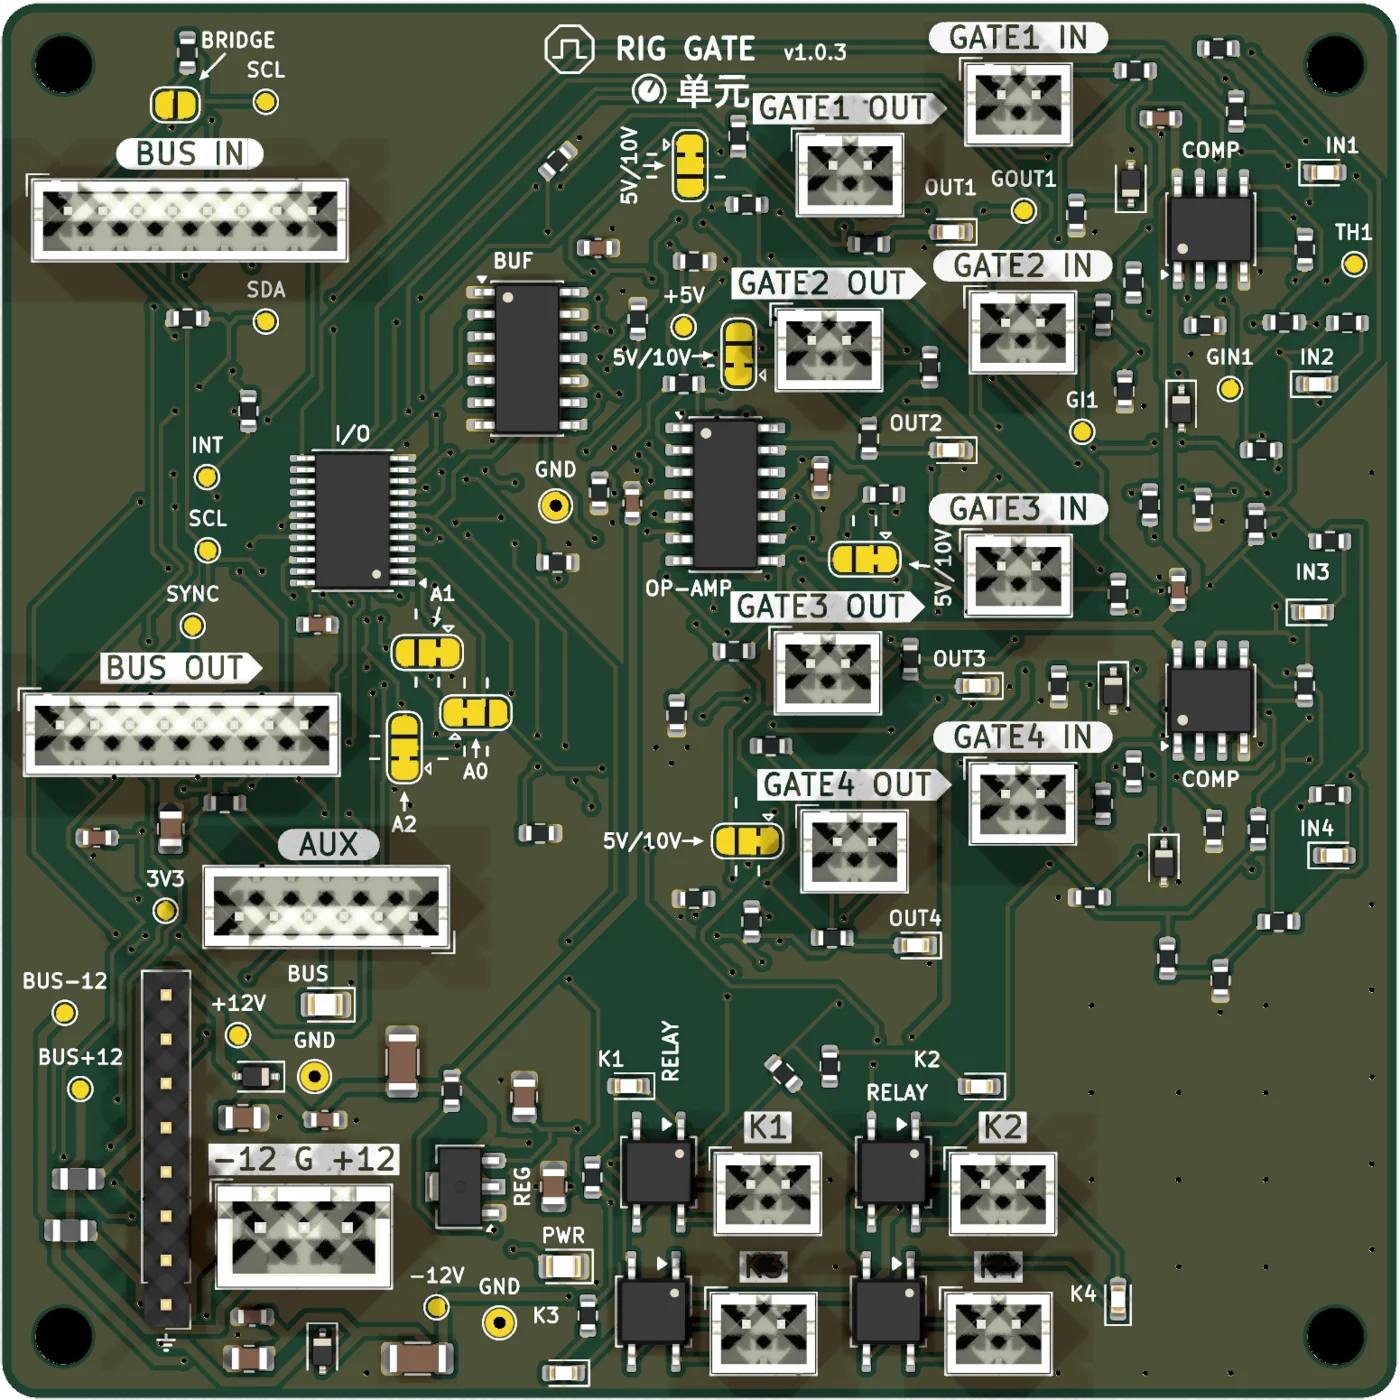 BRIDGE
SCL
RIG GATE v1.0.3
单元
GATE1 IN
GATE1 OUT
5V/10V
COMP
IN1
BUS IN
OUT1
GOUT1
TH1
BUF
GATE2 IN
GATE2 OUT
SDA
+5V
5V/10V
GIN1
IN2
GI1
OUT2
I/O
INT
GND
SCL
GATE3 IN
5V/10V
IN3
OP-AMP
SYNC
A1
GATE3 OUT
BUS OUT
OUT3
GATE4 IN
A0
COMP
GATE4 OUT
A2
5V/10V
IN4
AUX
3V3
OUT4
BUS
BUS-12
+12V
GND
BUS+12
K1
RELAY
K2
RELAY
K1
K2
-12 G +12
REG
PWR
-12V
GND
K3
K4